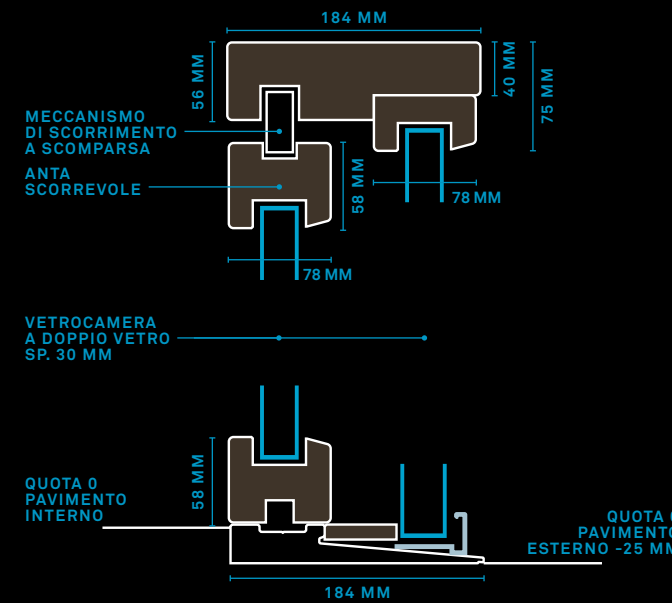 184 MM
56 MM
40 MM
75 MM
MECCANISMO
DI SCORRIMENTO
A SCOMPARSA
ANTA
SCORREVOLE
58 MM
78 MM
78 MM
VETROCAMERA
A DOPPIO VETRO
SP. 30 MM
58 MM
QUOTA 0
PAVIMENTO
INTERNO
QUOTA 0
PAVIMENTO
ESTERNO -25 MM
184 MM